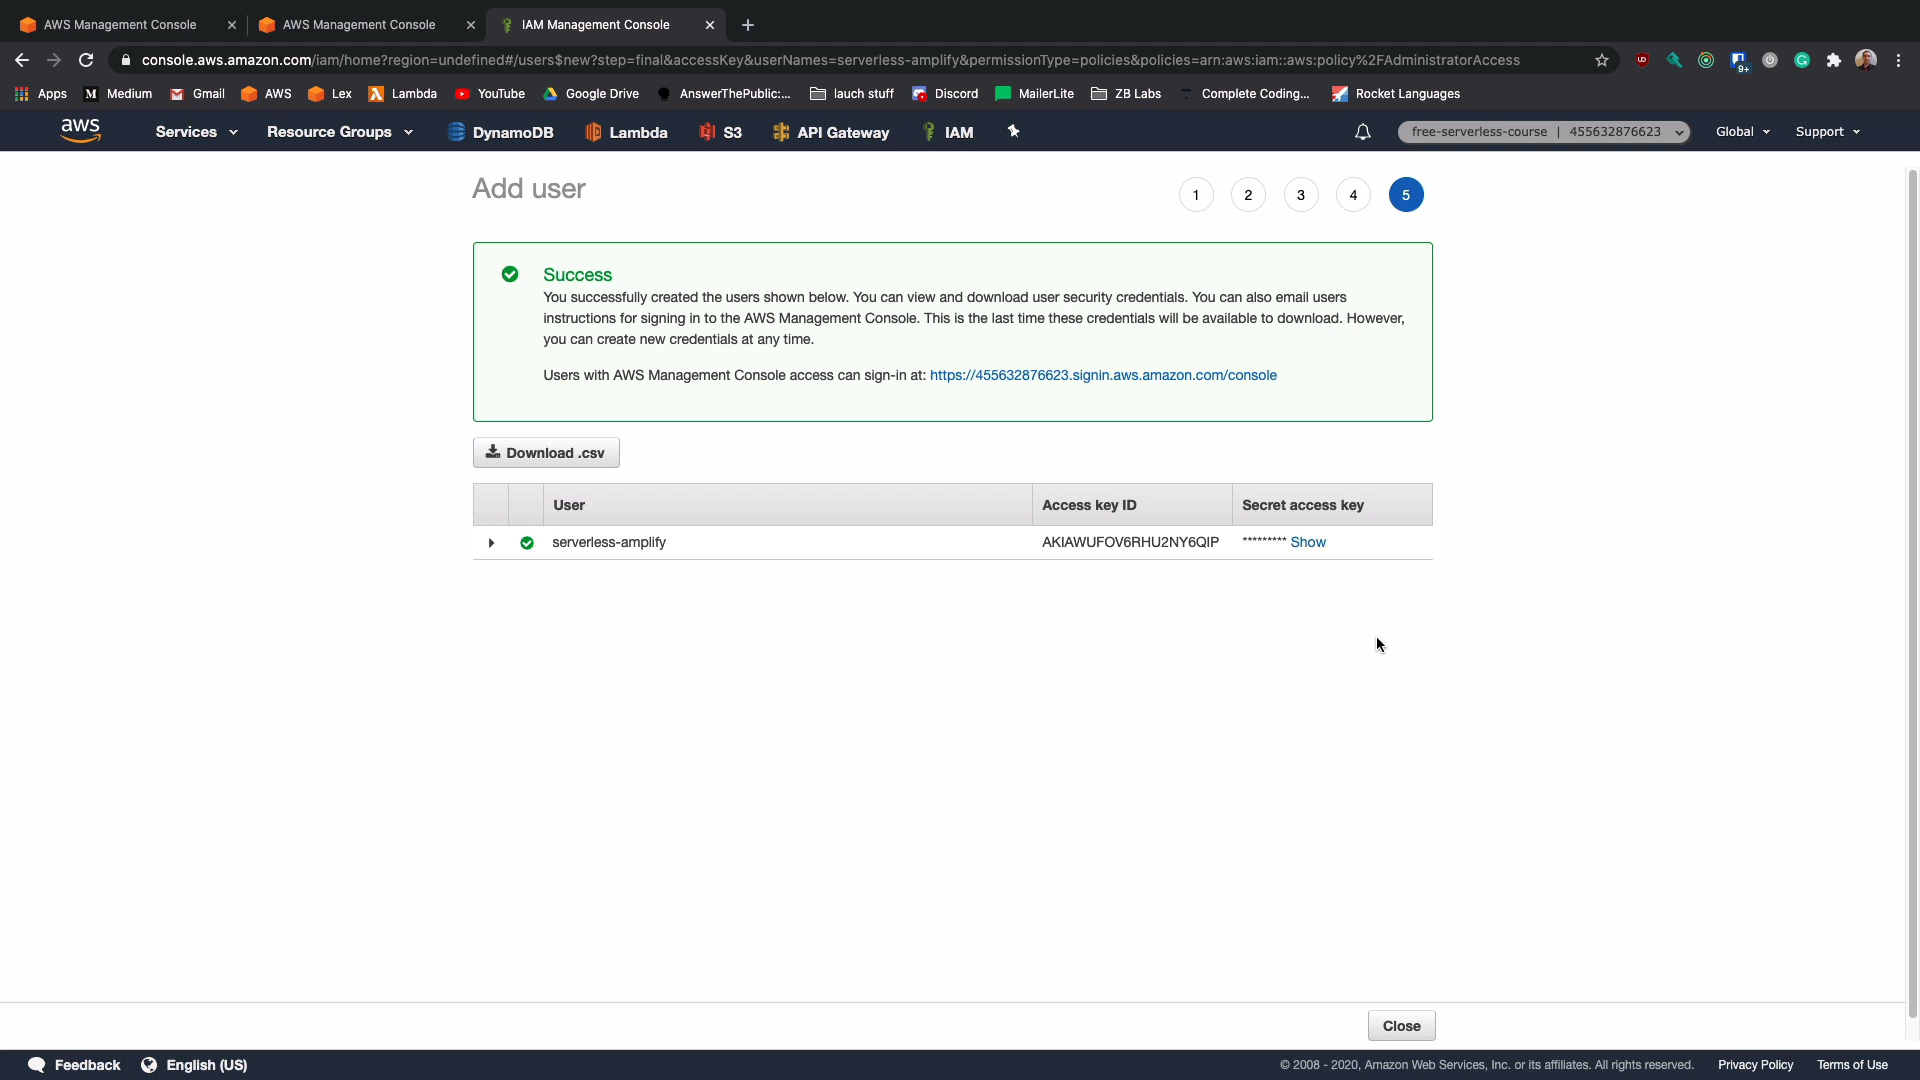 AWS Management Console
AWS Management Console
IAM Management Console
console.aws.amazon.com/iam/home?region=undefined#/users$new?step=final&accessKey&userNames=serverless-amplify&permissionType=policies&policies=arn:aws:iam::aws:policy%2FAdministratorAccess
9+
Apps Medium Gmail AWS Lex Lambda YouTube Google Drive AnswerThePublic:... lauch stuff Discord MailerLite ZB Labs Complete Coding... Rocket Languages
aws Services Resource Groups DynamoDB Lambda S3 API Gateway IAM free-serverless-course | 455632876623 Global Support
Add user
1 2 3 4 5
Success
You successfully created the users shown below. You can view and download user security credentials. You can also email users
instructions for signing in to the AWS Management Console. This is the last time these credentials will be available to download. However,
you can create new credentials at any time.
Users with AWS Management Console access can sign-in at: https://455632876623.signin.aws.amazon.com/console
Download .csv
User Access key ID Secret access key
serverless-amplify AKIAWUFOV6RHU2NY6QIP ********* Show
Close
Feedback English (US) © 2008 - 2020, Amazon Web Services, Inc. or its affiliates. All rights reserved. Privacy Policy Terms of Use